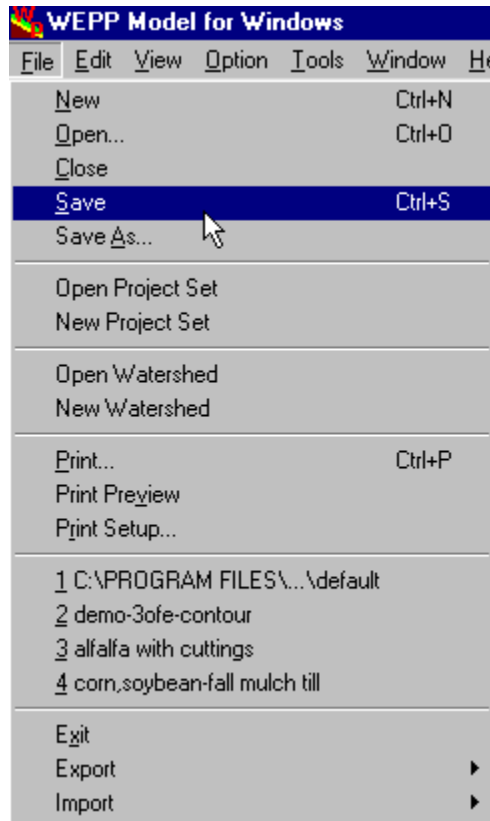 WEPP Model for Windows
File Edit View Option Tools Window He
New Ctrl+N
Open... Ctrl+O
Close
Save Ctrl+S
Save As...
Open Project Set
New Project Set
Open Watershed
New Watershed
Print... Ctrl+P
Print Preview
Print Setup...
1 C:\PROGRAM FILES\...\default
2 demo-3ofe-contour
3 alfalfa with cuttings
4 corn,soybean-fall mulch till
Exit
Export
Import